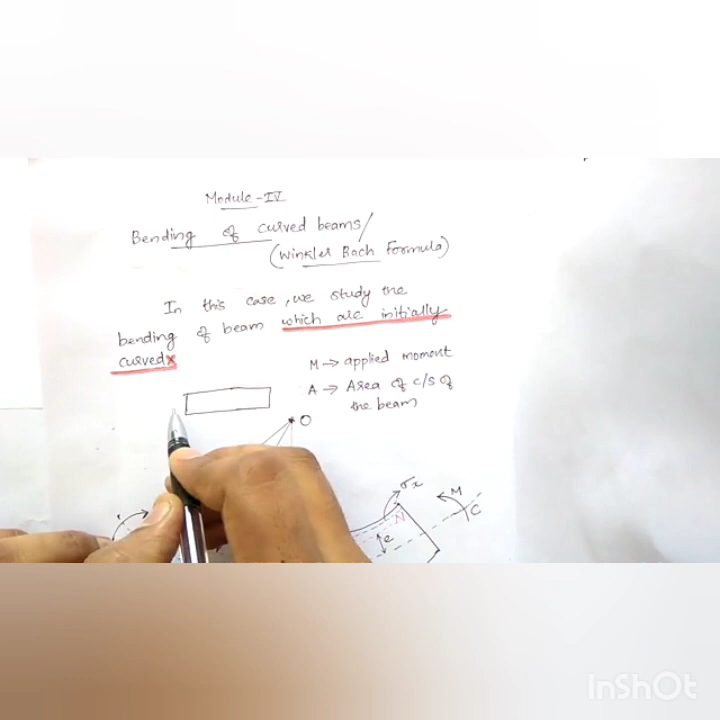 Module-IV
Bending of curved beams/
(Winkler Bach Formula)
In this case, we study the
bending of beam which are initially
curved
M → applied moment
A → Area of c/s of
the beam
O
σx
M
N
C
e
InShOt